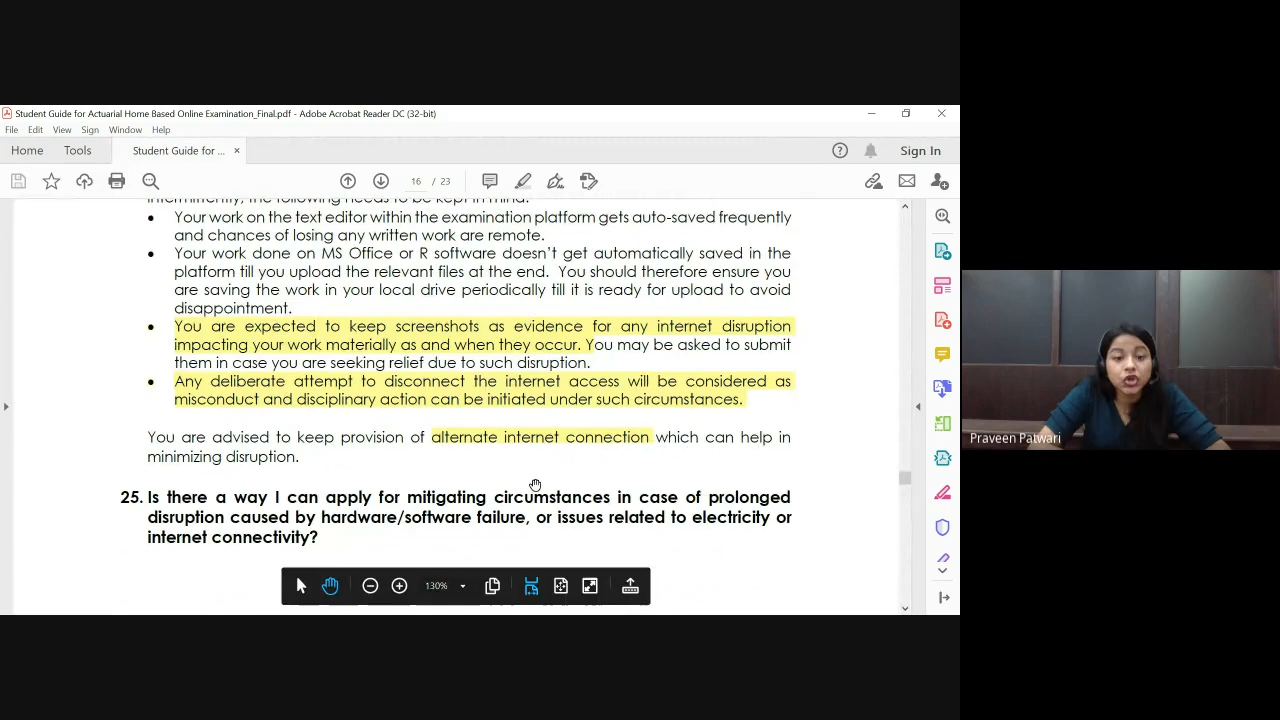 Student Guide for Actuarial Home Based Online Examination_Final.pdf - Adobe Acrobat Reader DC (32-bit)
File Edit View Sign Window Help
Home Tools Student Guide for ... × Sign In
16 / 23
intermittently, the following needs to be kept in mind.
• Your work on the text editor within the examination platform gets auto-saved frequently
and chances of losing any written work are remote.
• Your work done on MS Office or R software doesn’t get automatically saved in the
platform till you upload the relevant files at the end. You should therefore ensure you
are saving the work in your local drive periodically till it is ready for upload to avoid
disappointment.
• You are expected to keep screenshots as evidence for any internet disruption
impacting your work materially as and when they occur. You may be asked to submit
them in case you are seeking relief due to such disruption.
• Any deliberate attempt to disconnect the internet access will be considered as
misconduct and disciplinary action can be initiated under such circumstances.
You are advised to keep provision of alternate internet connection which can help in
minimizing disruption.
25. Is there a way I can apply for mitigating circumstances in case of prolonged
disruption caused by hardware/software failure, or issues related to electricity or
internet connectivity?
130%
Praveen Patwari